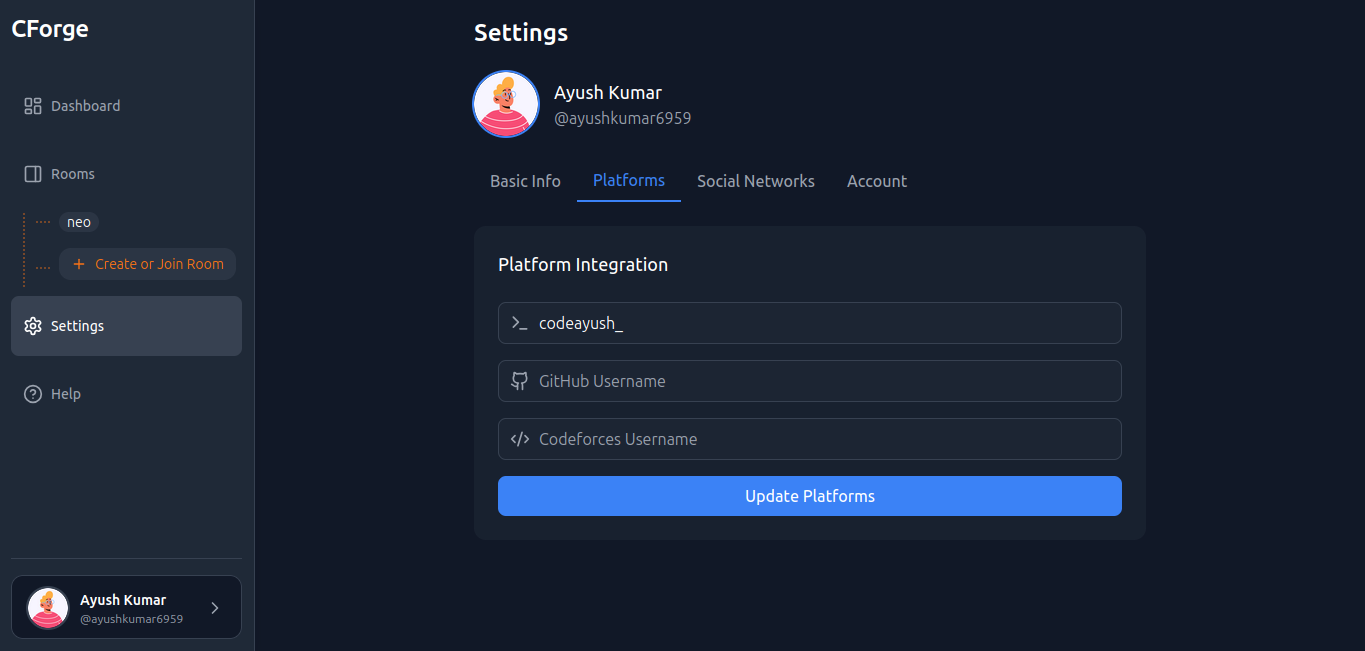 CForge
Dashboard
Rooms
neo
+ Create or Join Room
Settings
Help
Ayush Kumar
@ayushkumar6959
Settings
Ayush Kumar
@ayushkumar6959
Basic Info Platforms Social Networks Account
Platform Integration
codeayush_
GitHub Username
Codeforces Username
Update Platforms